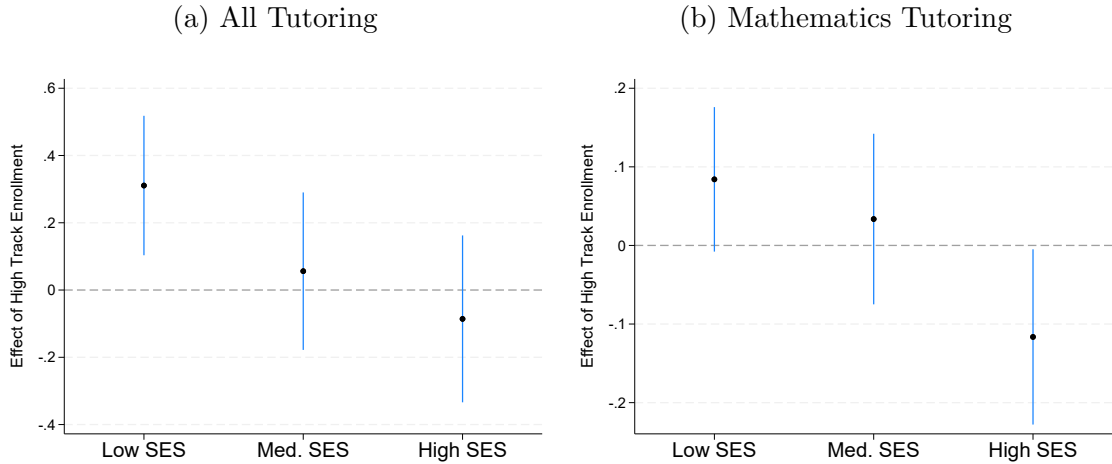 (a) All Tutoring
Effect of High Track Enrollment
.6
.4
.2
0
-.2
-.4
Low SES
Med. SES
High SES
(b) Mathematics Tutoring
Effect of High Track Enrollment
.2
.1
0
-.1
-.2
Low SES
Med. SES
High SES